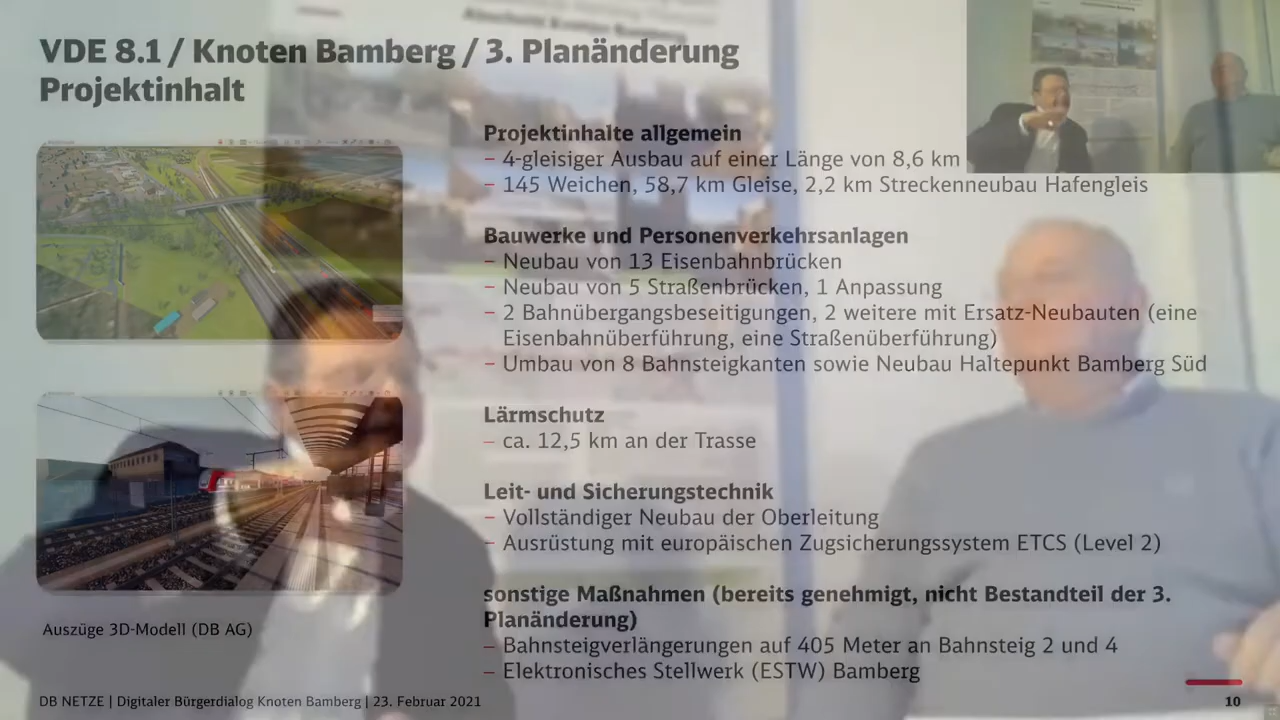 VDE 8.1 / Knoten Bamberg / 3. Planänderung
Projektinhalt
Projektinhalte allgemein
– 4-gleisiger Ausbau auf einer Länge von 8,6 km
– 145 Weichen, 58,7 km Gleise, 2,2 km Streckenneubau Hafengleis
Bauwerke und Personenverkehrsanlagen
– Neubau von 13 Eisenbahnbrücken
– Neubau von 5 Straßenbrücken, 1 Anpassung
– 2 Bahnübergangsbeseitigungen, 2 weitere mit Ersatz-Neubauten (eine
Eisenbahnüberführung, eine Straßenüberführung)
– Umbau von 8 Bahnsteigkanten sowie Neubau Haltepunkt Bamberg Süd
Lärmschutz
– ca. 12,5 km an der Trasse
Leit- und Sicherungstechnik
– Vollständiger Neubau der Oberleitung
– Ausrüstung mit europäischen Zugsicherungssystem ETCS (Level 2)
sonstige Maßnahmen (bereits genehmigt, nicht Bestandteil der 3.
Planänderung)
– Bahnsteigverlängerungen auf 405 Meter an Bahnsteig 2 und 4
– Elektronisches Stellwerk (ESTW) Bamberg
Auszüge 3D-Modell (DB AG)
DB NETZE | Digitaler Bürgerdialog Knoten Bamberg | 23. Februar 2021
10